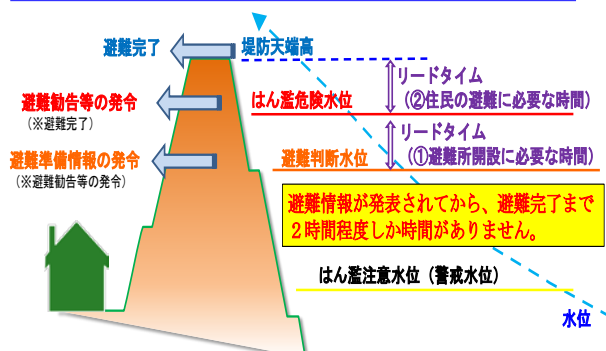 避難完了
堤防天端高
避難勧告等の発令
（※避難完了）
はん濫危険水位
リードタイム
（②住民の避難に必要な時間）
避難準備情報の発令
（※避難勧告等の発令）
避難判断水位
リードタイム
（①避難所開設に必要な時間）
避難情報が発表されてから、避難完了まで
２時間程度しか時間がありません。
はん濫注意水位（警戒水位）
水位